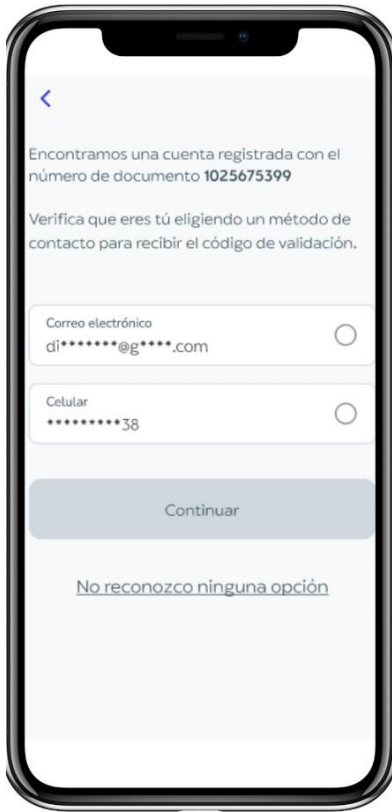 Encontramos una cuenta registrada con el
número de documento 1025675399
Verifica que eres tú eligiendo un método de
contacto para recibir el código de validación.
Correo electrónico
di*******@g****.com
Celular
*********38
Continuar
No reconozco ninguna opción